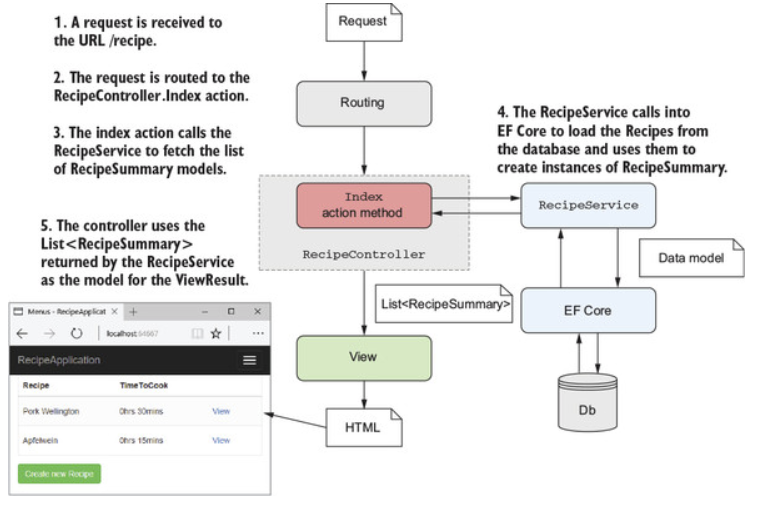 1. A request is received to
the URL /recipe.
2. The request is routed to the
RecipeController.Index action.
3. The index action calls the
RecipeService to fetch the list
of RecipeSummary models.
Request
Routing
4. The RecipeService calls into
EF Core to load the Recipes from
the database and uses them to
create instances of RecipeSummary.
Index
action method
RecipeController
RecipeService
Data model
EF Core
Db
5. The controller uses the
List<RecipeSummary>
returned by the RecipeService
as the model for the ViewResult.
List<RecipeSummary>
View
HTML
Menus - RecipeApplicat
localhost
RecipeApplication
Recipe TimeToCook
Pork Wellington 0hrs 30mins View
Apfelwein 0hrs 15mins View
Create new Recipe